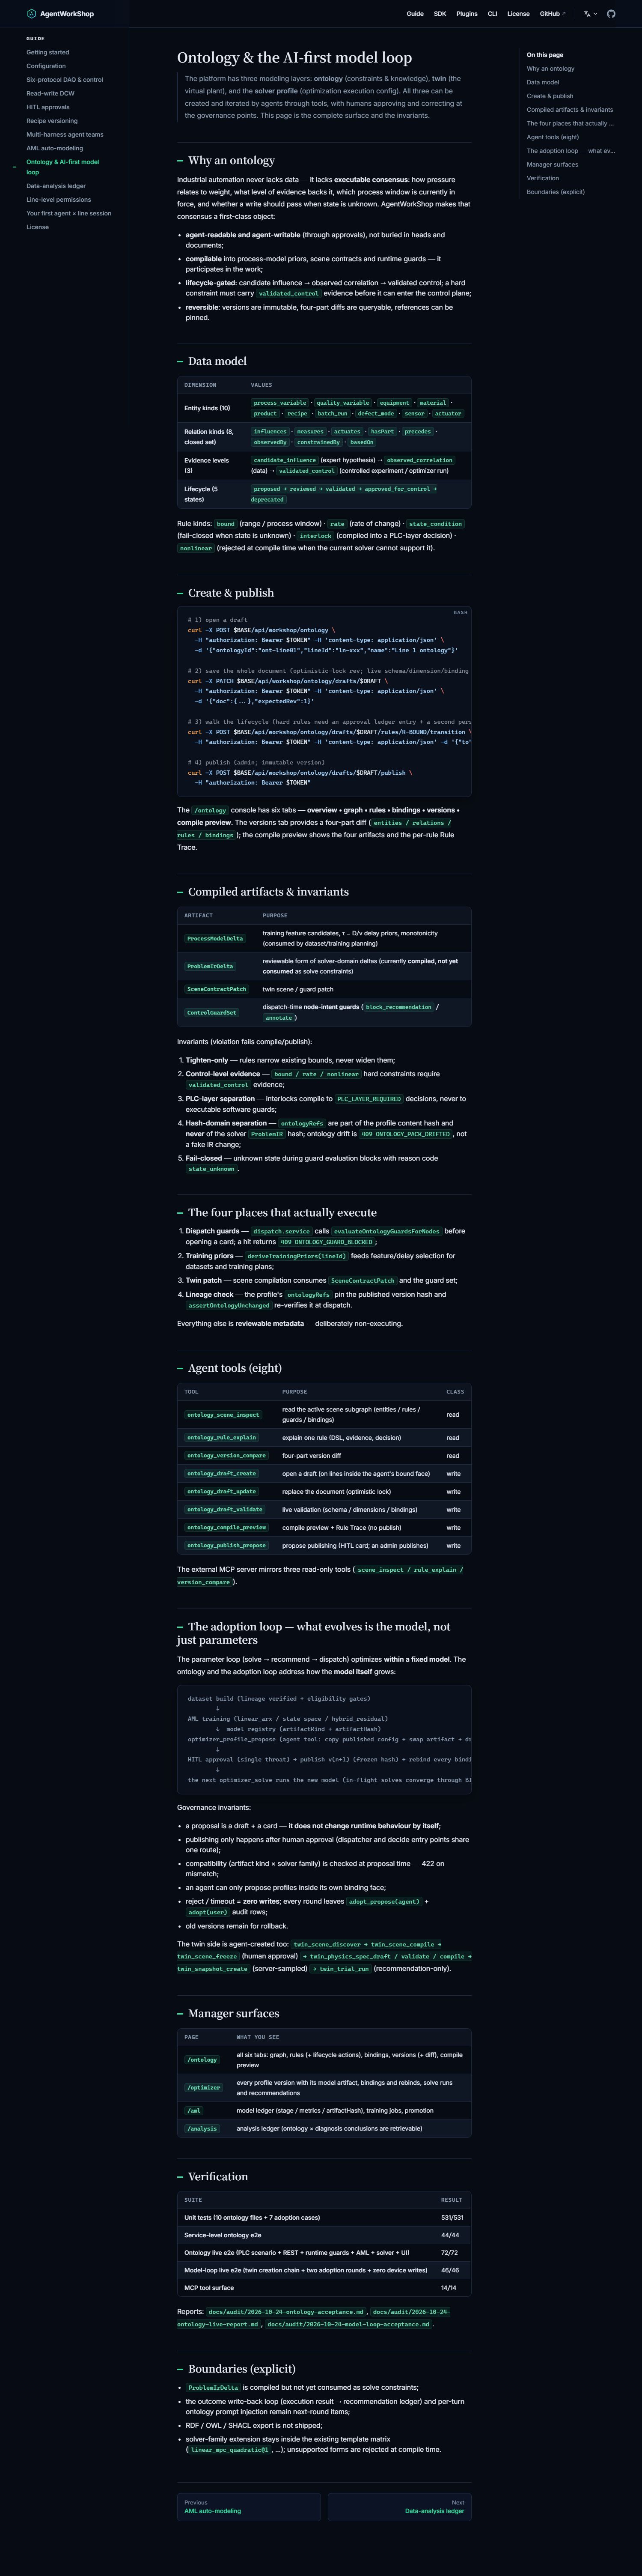 AgentWorkShop
Guide SDK Plugins CLI License GitHub ↗
GUIDE
Getting started
Configuration
Six-protocol DAQ & control
Read-write DCW
HITL approvals
Recipe versioning
Multi-harness agent teams
AML auto-modeling
Ontology & AI-first model
loop
Data-analysis ledger
Line-level permissions
Your first agent × line session
License
Ontology & the AI-first model loop
The platform has three modeling layers: ontology (constraints & knowledge), twin (the
virtual plant), and the solver profile (optimization execution config). All three can be
created and iterated by agents through tools, with humans approving and correcting at
the governance points. This page is the complete surface and the invariants.
Why an ontology
Industrial automation never lacks data — it lacks executable consensus: how pressure
relates to weight, what level of evidence backs it, which process window is currently in
force, and whether a write should pass when state is unknown. AgentWorkShop makes that
consensus a first-class object:
• agent-readable and agent-writable (through approvals), not buried in heads and
documents;
• compilable into process-model priors, scene contracts and runtime guards — it
participates in the work;
• lifecycle-gated: candidate influence → observed correlation → validated control; a hard
constraint must carry validated_control evidence before it can enter the control plane;
• reversible: versions are immutable, four-part diffs are queryable, references can be
pinned.
Data model
DIMENSION VALUES
Entity kinds (10) process_variable · quality_variable · equipment · material ·
product · recipe · batch_run · defect_mode · sensor · actuator
Relation kinds (8, influences · measures · actuates · hasPart · precedes ·
closed set) observedBy · constrainedBy · basedOn
Evidence levels candidate_influence (expert hypothesis) → observed_correlation
(3) (data) → validated_control (controlled experiment / optimizer run)
Lifecycle (5 proposed → reviewed → validated → approved_for_control →
states) deprecated
Rule kinds: bound (range / process window) · rate (rate of change) · state_condition
(fail-closed when state is unknown) · interlock (compiled into a PLC-layer decision) ·
nonlinear (rejected at compile time when the current solver cannot support it).
Create & publish
BASH
# 1) open a draft
curl -X POST $BASE/api/workshop/ontology \
-H "authorization: Bearer $TOKEN" -H 'content-type: application/json' \
-d '{"ontologyId":"ont-line01","lineId":"ln-xxx","name":"Line 1 ontology"}'
# 2) save the whole document (optimistic-lock rev; live schema/dimension/binding
curl -X PATCH $BASE/api/workshop/ontology/drafts/$DRAFT \
-H "authorization: Bearer $TOKEN" -H 'content-type: application/json' \
-d '{"doc":{ ... },"expectedRev":1}'
# 3) walk the lifecycle (hard rules need an approval ledger entry + a second pers
curl -X POST $BASE/api/workshop/ontology/drafts/$DRAFT/rules/R-BOUND/transition \
-H "authorization: Bearer $TOKEN" -H 'content-type: application/json' -d '{"to"
# 4) publish (admin; immutable version)
curl -X POST $BASE/api/workshop/ontology/drafts/$DRAFT/publish \
-H "authorization: Bearer $TOKEN"
The /ontology console has six tabs — overview • graph • rules • bindings • versions •
compile preview. The versions tab provides a four-part diff ( entities / relations /
rules / bindings ); the compile preview shows the four artifacts and the per-rule Rule
Trace.
Compiled artifacts & invariants
ARTIFACT PURPOSE
ProcessModelDelta training feature candidates, τ = D/v delay priors, monotonicity
(consumed by dataset/training planning)
ProblemIrDelta reviewable form of solver-domain deltas (currently compiled, not yet
consumed as solve constraints)
SceneContractPatch twin scene / guard patch
ControlGuardSet dispatch-time node-intent guards ( block_recommendation /
annotate )
Invariants (violation fails compile/publish):
1. Tighten-only — rules narrow existing bounds, never widen them;
2. Control-level evidence — bound / rate / nonlinear hard constraints require
validated_control evidence;
3. PLC-layer separation — interlocks compile to PLC_LAYER_REQUIRED decisions, never to
executable software guards;
4. Hash-domain separation — ontologyRefs are part of the profile content hash and
never of the solver ProblemIR hash; ontology drift is 409 ONTOLOGY_PACK_DRIFTED , not
a fake IR change;
5. Fail-closed — unknown state during guard evaluation blocks with reason code
state_unknown .
The four places that actually execute
1. Dispatch guards — dispatch.service calls evaluateOntologyGuardsForNodes before
opening a card; a hit returns 409 ONTOLOGY_GUARD_BLOCKED ;
2. Training priors — deriveTrainingPriors(lineId) feeds feature/delay selection for
datasets and training plans;
3. Twin patch — scene compilation consumes SceneContractPatch and the guard set;
4. Lineage check — the profile's ontologyRefs pin the published version hash and
assertOntologyUnchanged re-verifies it at dispatch.
Everything else is reviewable metadata — deliberately non-executing.
Agent tools (eight)
TOOL PURPOSE CLASS
ontology_scene_inspect read the active scene subgraph (entities / rules /
guards / bindings) read
ontology_rule_explain explain one rule (DSL, evidence, decision) read
ontology_version_compare four-part version diff read
ontology_draft_create open a draft (on lines inside the agent's bound face) write
ontology_draft_update replace the document (optimistic lock) write
ontology_draft_validate live validation (schema / dimensions / bindings) write
ontology_compile_preview compile preview + Rule Trace (no publish) write
ontology_publish_propose propose publishing (HITL card; an admin publishes) write
The external MCP server mirrors three read-only tools ( scene_inspect / rule_explain /
version_compare ).
The adoption loop — what evolves is the model, not
just parameters
The parameter loop (solve → recommend → dispatch) optimizes within a fixed model. The
ontology and the adoption loop address how the model itself grows:
dataset build (lineage verified + eligibility gates)
↓
AML training (linear_arx / state space / hybrid_residual)
↓ model registry (artifactKind + artifactHash)
optimizer_profile_propose (agent tool: copy published config + swap artifact + dr
↓
HITL approval (single throat) → publish v(n+1) (frozen hash) + rebind every bindi
↓
the next optimizer_solve runs the new model (in-flight solves converge through BI
Governance invariants:
• a proposal is a draft + a card — it does not change runtime behaviour by itself;
• publishing only happens after human approval (dispatcher and decide entry points share
one route);
• compatibility (artifact kind × solver family) is checked at proposal time — 422 on
mismatch;
• an agent can only propose profiles inside its own binding face;
• reject / timeout = zero writes; every round leaves adopt_propose(agent) +
adopt(user) audit rows;
• old versions remain for rollback.
The twin side is agent-created too: twin_scene_discover → twin_scene_compile →
twin_scene_freeze (human approval) → twin_physics_spec_draft / validate / compile →
twin_snapshot_create (server-sampled) → twin_trial_run (recommendation-only).
Manager surfaces
PAGE WHAT YOU SEE
/ontology all six tabs: graph, rules (+ lifecycle actions), bindings, versions (+ diff), compile
preview
/optimizer every profile version with its model artifact, bindings and rebinds, solve runs
and recommendations
/aml model ledger (stage / metrics / artifactHash), training jobs, promotion
/analysis analysis ledger (ontology × diagnosis conclusions are retrievable)
Verification
SUITE RESULT
Unit tests (10 ontology files + 7 adoption cases) 531/531
Service-level ontology e2e 44/44
Ontology live e2e (PLC scenario + REST + runtime guards + AML + solver + UI) 72/72
Model-loop live e2e (twin creation chain + two adoption rounds + zero device writes) 46/46
MCP tool surface 14/14
Reports: docs/audit/2026-10-24-ontology-acceptance.md , docs/audit/2026-10-24-
ontology-live-report.md , docs/audit/2026-10-24-model-loop-acceptance.md .
Boundaries (explicit)
• ProblemIrDelta is compiled but not yet consumed as solve constraints;
• the outcome write-back loop (execution result → recommendation ledger) and per-turn
ontology prompt injection remain next-round items;
• RDF / OWL / SHACL export is not shipped;
• solver-family extension stays inside the existing template matrix
( linear_mpc_quadratic@1 , …); unsupported forms are rejected at compile time.
Previous
AML auto-modeling
Next
Data-analysis ledger
On this page
Why an ontology
Data model
Create & publish
Compiled artifacts & invariants
The four places that actually ...
Agent tools (eight)
The adoption loop — what ev...
Manager surfaces
Verification
Boundaries (explicit)